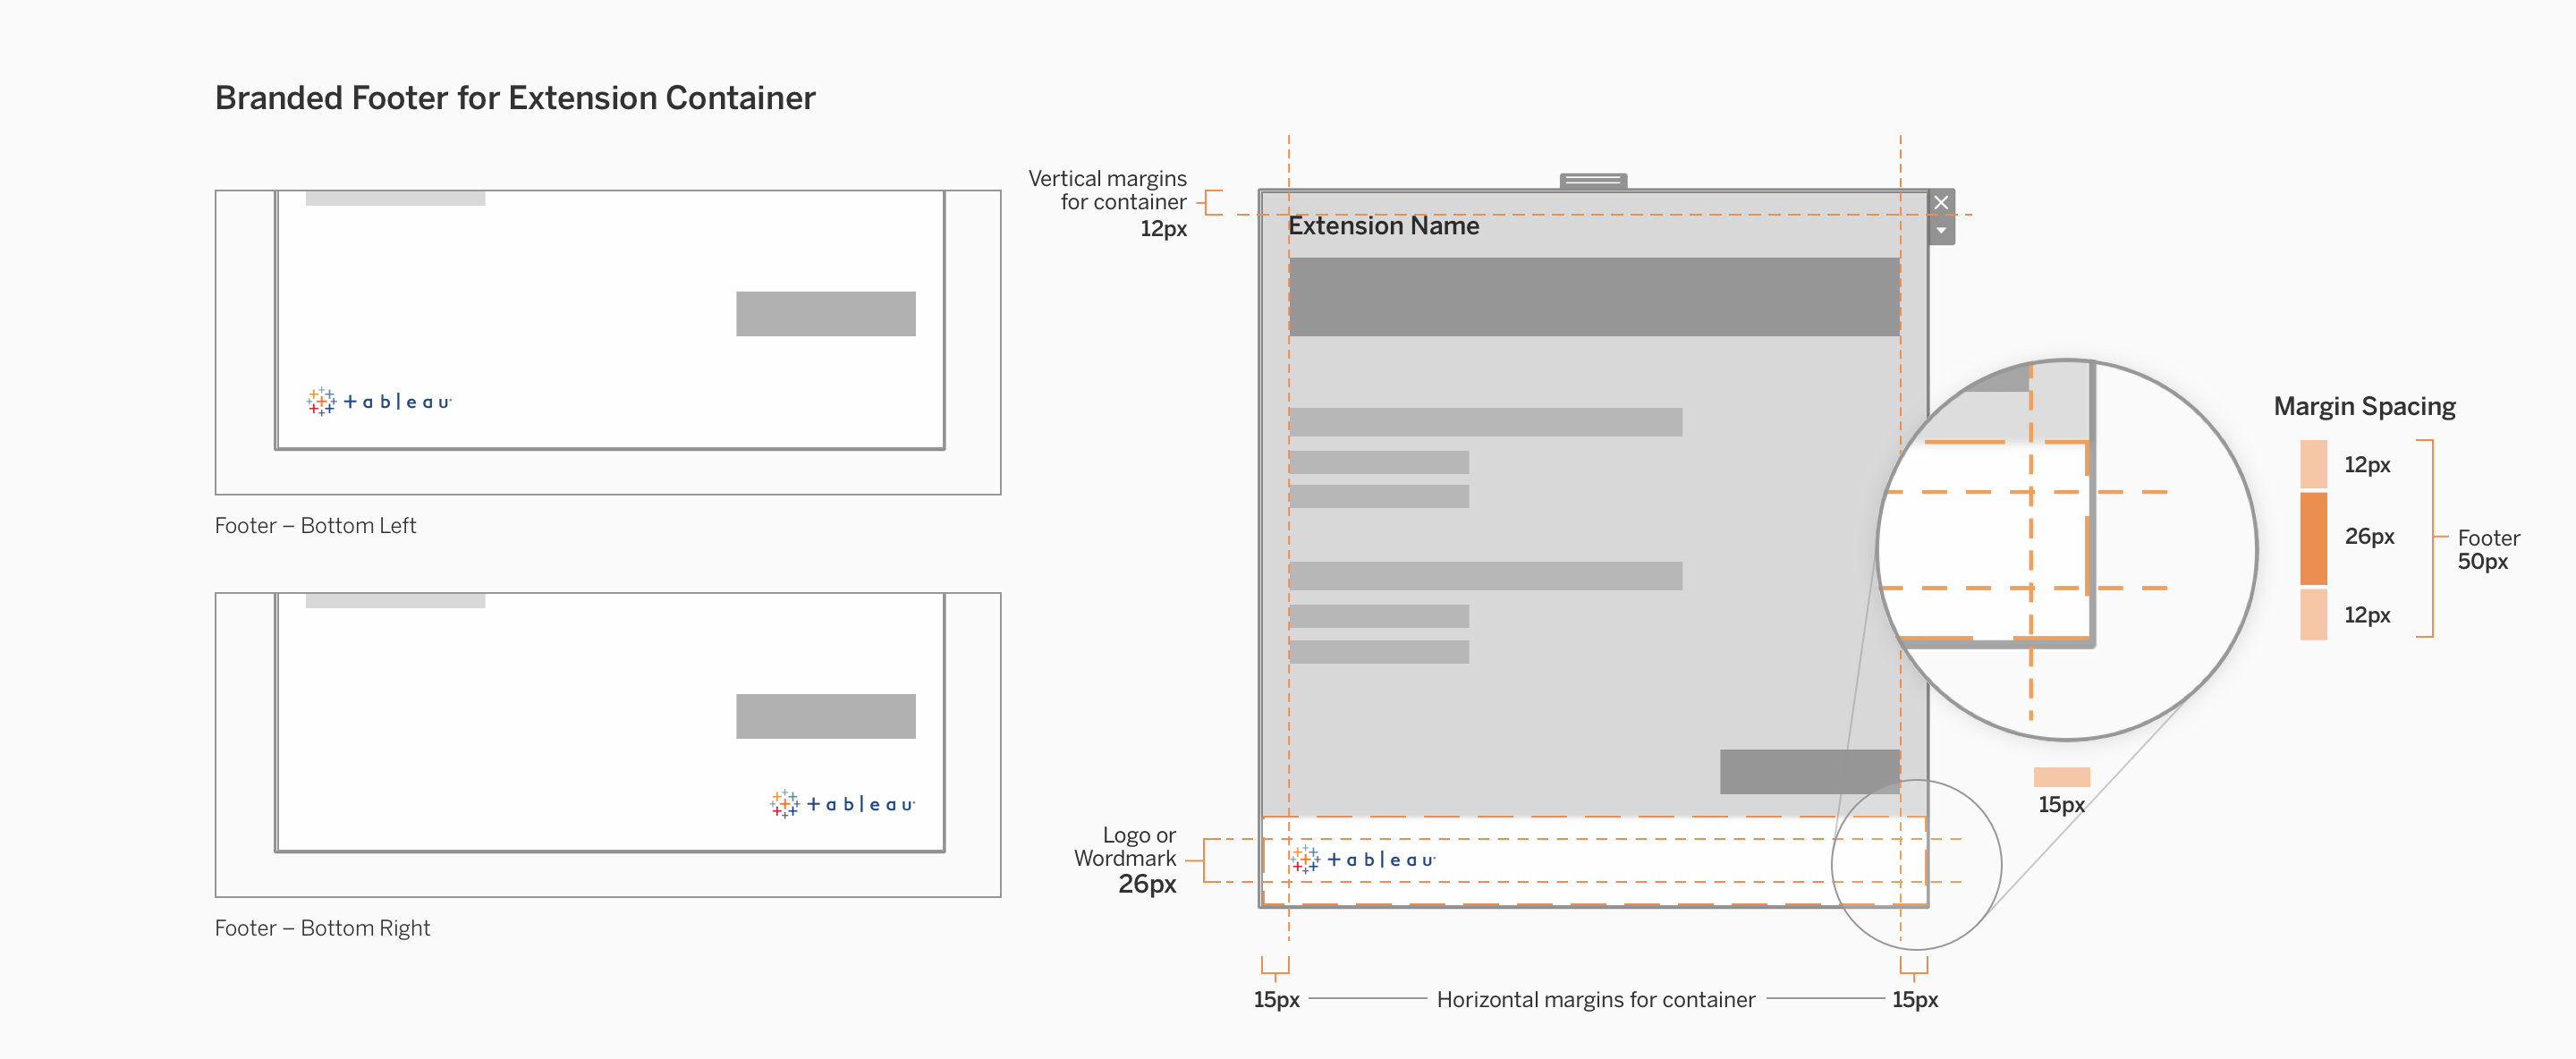 Branded Footer for Extension Container
+ableau
Footer – Bottom Left
+ableau
Footer – Bottom Right
Vertical margins
for container
12px
Extension Name
Logo or
Wordmark
26px
+ableau
15px
Horizontal margins for container
15px
15px
Margin Spacing
12px
26px
12px
Footer
50px